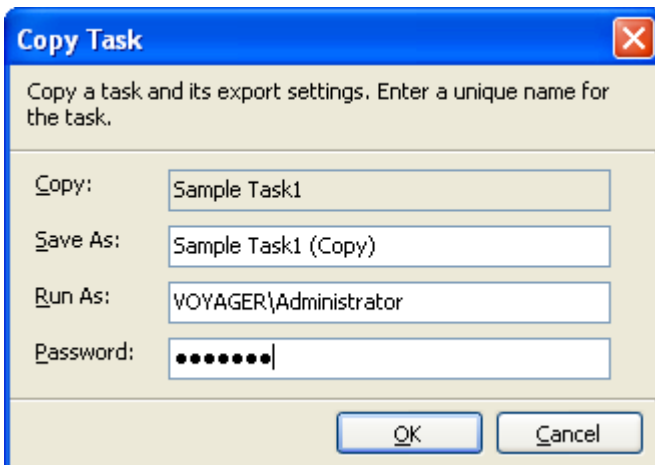 Copy Task
Copy a task and its export settings. Enter a unique name for
the task.
Copy: Sample Task1
Save As: Sample Task1 (Copy)
Run As: VOYAGER\Administrator
Password: ●●●●●●●
OK Cancel